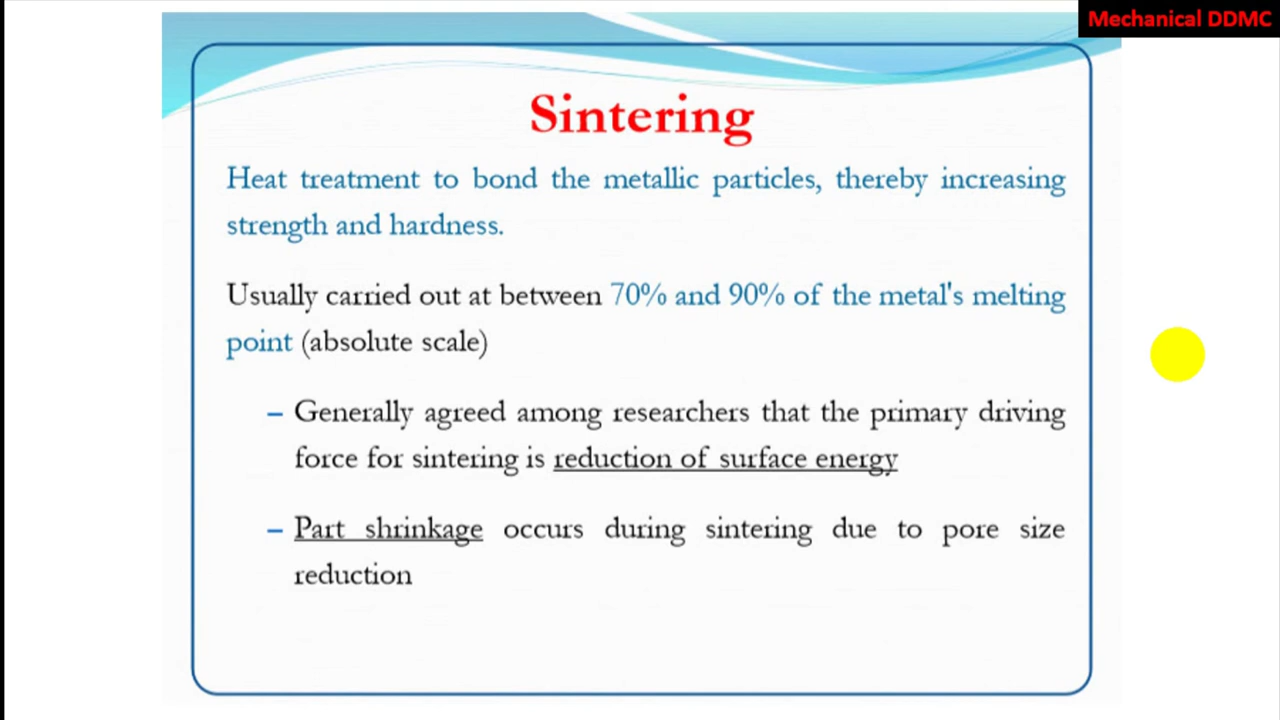 Mechanical DDMC
Sintering
Heat treatment to bond the metallic particles, thereby increasing
strength and hardness.
Usually carried out at between 70% and 90% of the metal's melting
point (absolute scale)
– Generally agreed among researchers that the primary driving
force for sintering is reduction of surface energy
– Part shrinkage occurs during sintering due to pore size
reduction